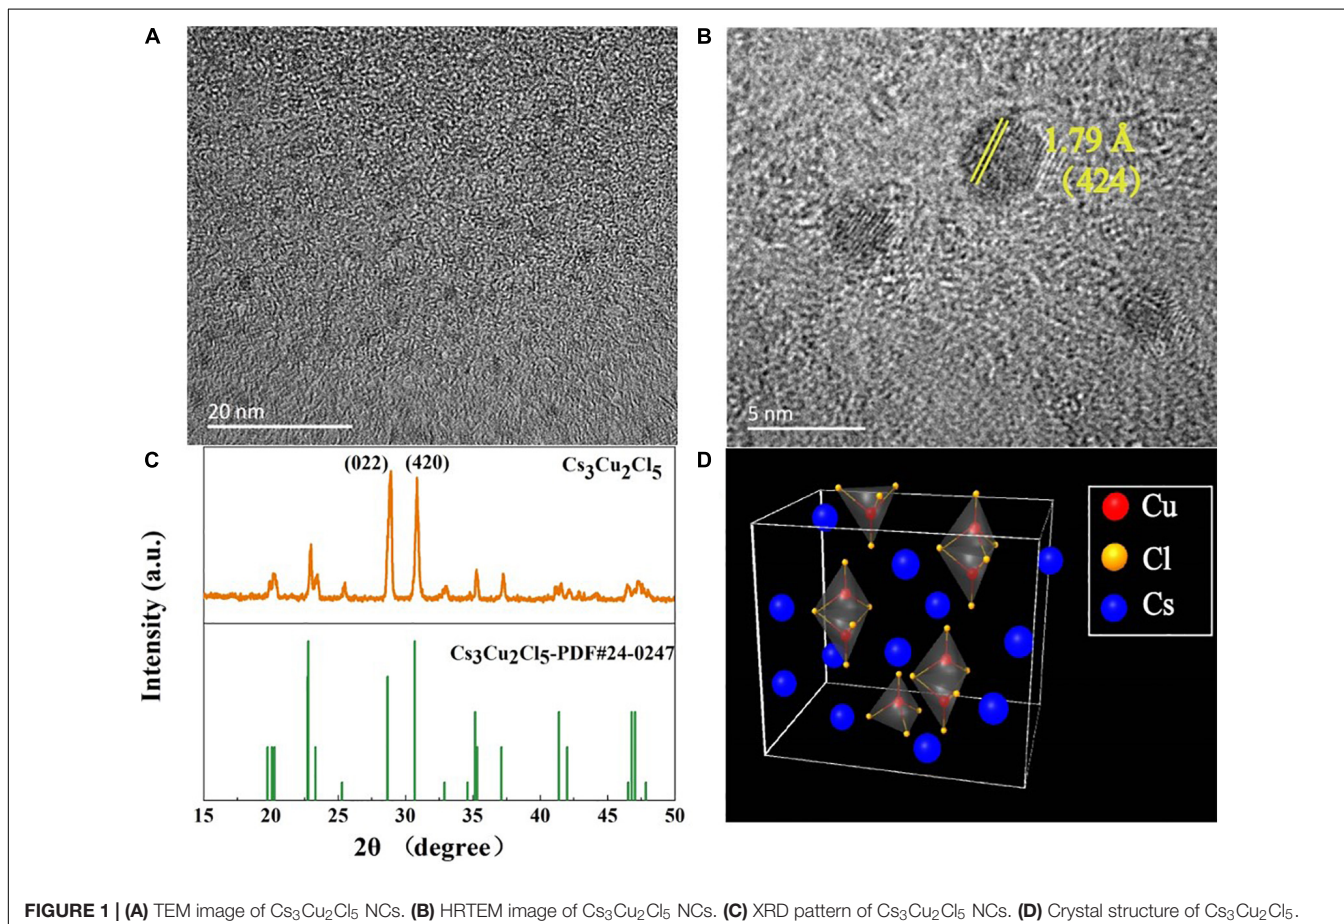 A
B
1.79 Å
(424)
20 nm
5 nm
C
(022)
(420)
Cs₃Cu₂Cl₅
Cs₃Cu₂Cl₅-PDF#24-0247
Intensity (a.u.)
15 20 25 30 35 40 45 50
2θ （degree）
D
Cu
Cl
Cs
FIGURE 1 | (A) TEM image of Cs₃Cu₂Cl₅ NCs. (B) HRTEM image of Cs₃Cu₂Cl₅ NCs. (C) XRD pattern of Cs₃Cu₂Cl₅ NCs. (D) Crystal structure of Cs₃Cu₂Cl₅.